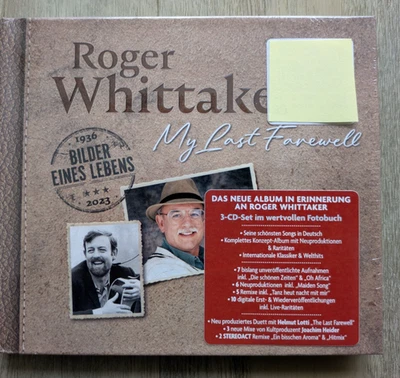 Roger
Whittake
My Last Farewell
1936
BILDER
EINES LEBENS
2023
DAS NEUE ALBUM IN ERINNERUNG
AN ROGER WHITTAKER
3-CD-Set im wertvollen Fotobuch
• Seine schönsten Songs in Deutsch
• Komplettes Konzept-Album mit Neuproduktionen
& Raritäten
• Internationale Klassiker & Welthits
• 7 bislang unveröffentlichte Aufnahmen
inkl. „Die schönen Zeiten" & „Oh Africa"
• 6 Neuproduktionen inkl. „Maiden Song"
• 5 Remixe inkl. „Tanz heut nacht mit mir"
• 10 digitale Erst- & Wiederveröffentlichungen
inkl. Live-Raritäten
• Neu produziertes Duett mit Helmut Lotti „The Last Farewell"
• 3 neue Mixe von Kultproduzent Joachim Heider
• 2 STEREOACT Remixe „Ein bisschen Aroma" & „Hitmix"